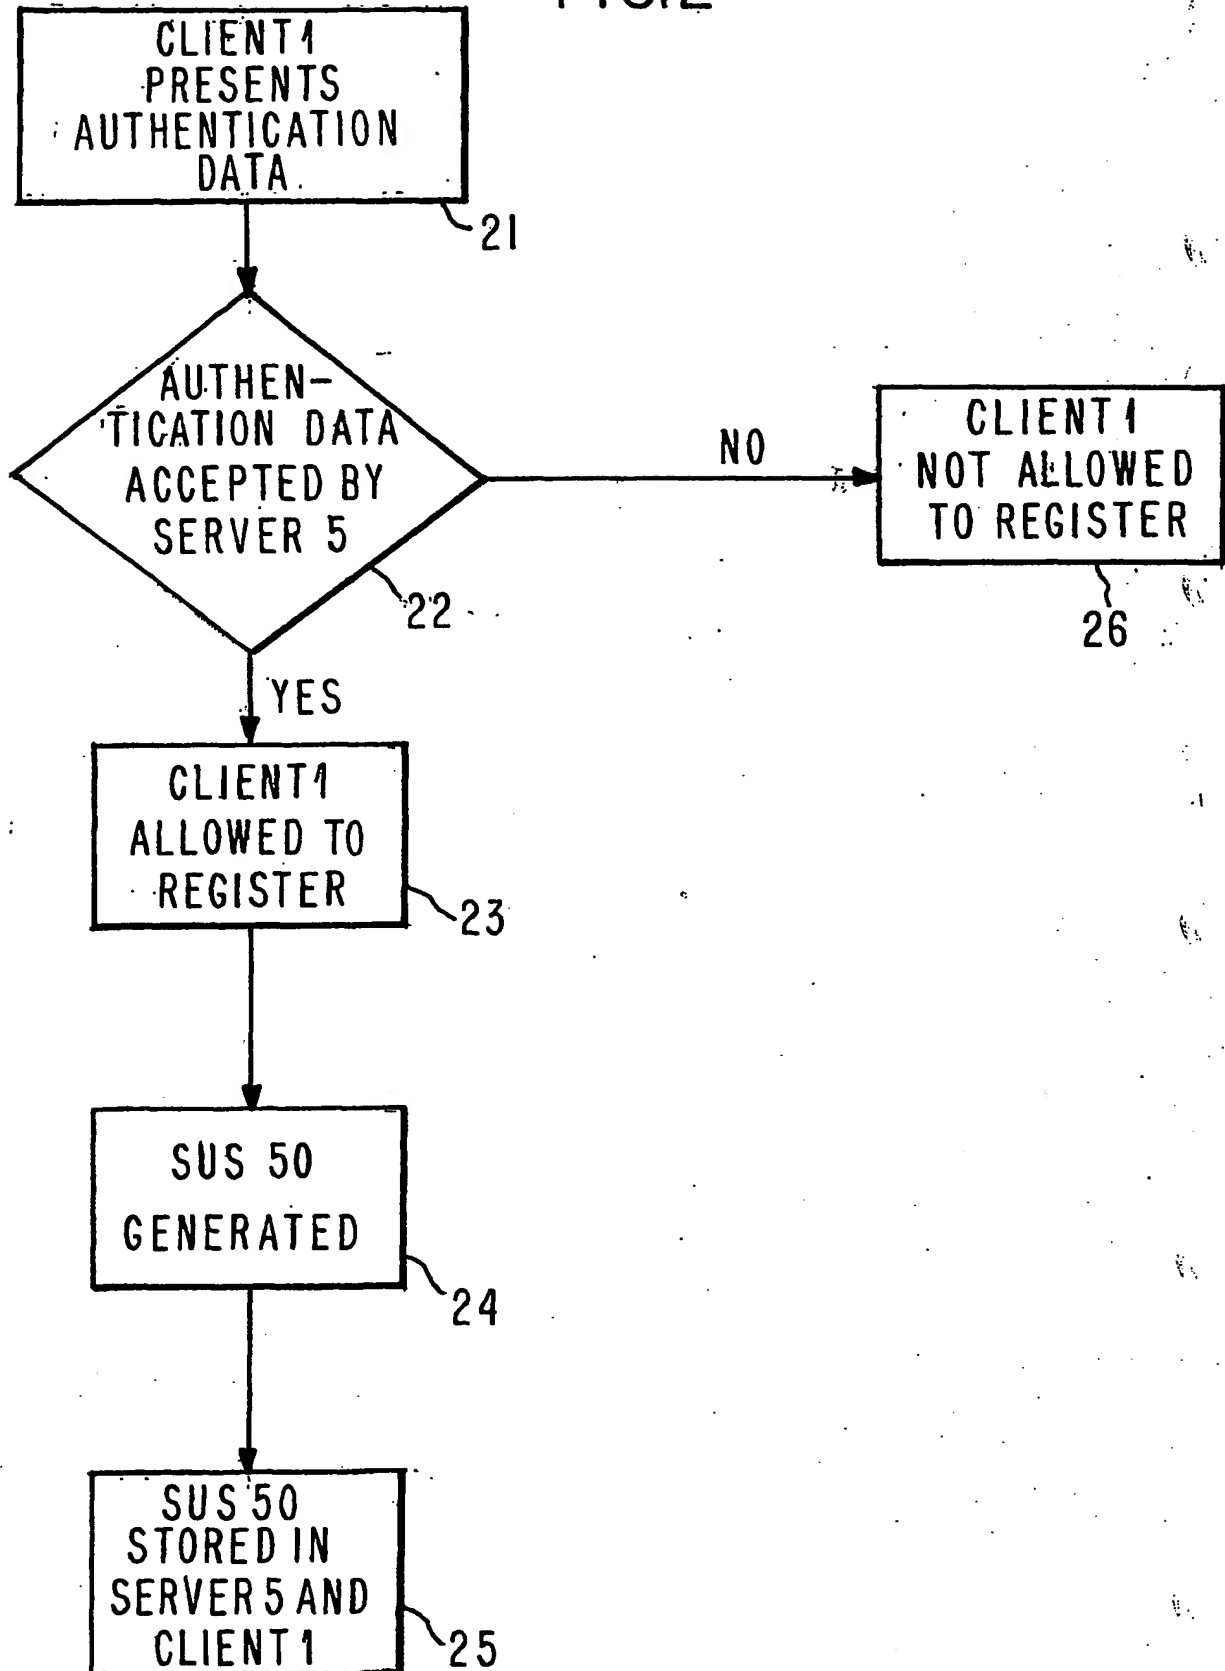 FIG.2
CLIENT 1
PRESENTS
AUTHENTICATION
DATA.
21
AUTHEN-
TICATION DATA
ACCEPTED BY
SERVER 5
22
NO
CLIENT 1
NOT ALLOWED
TO REGISTER
26
YES
CLIENT 1
ALLOWED TO
REGISTER
23
SUS 50
GENERATED
24
SUS 50
STORED IN
SERVER 5 AND
CLIENT 1
25